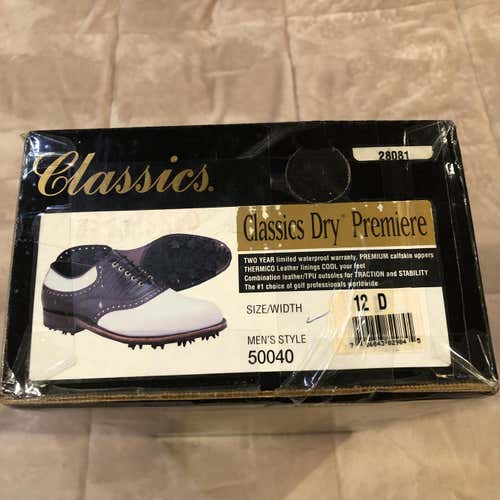 28081
Classics.
Classics Dry® Premiere
TWO YEAR limited waterproof warranty. PREMIUM calfskin uppers
THERMICO Leather linings COOL your feet
Combination leather/TPU outsoles for TRACTION and STABILITY
The #1 choice of golf professionals worldwide
SIZE/WIDTH
12 D
MEN'S STYLE
50040